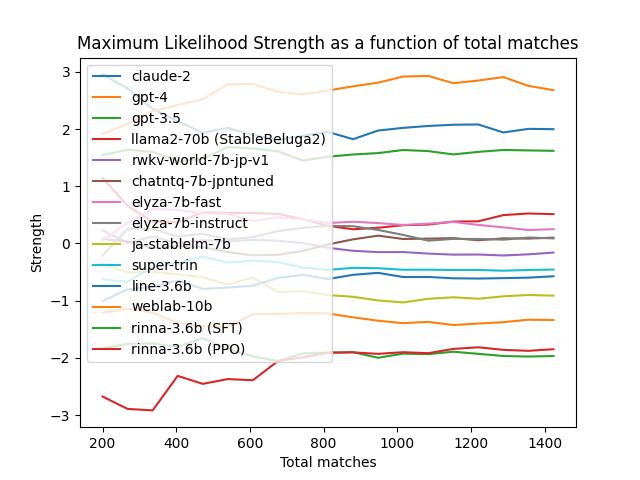 Maximum Likelihood Strength as a function of total matches
3
2
1
0
−1
−2
−3
Strength
claude-2
gpt-4
gpt-3.5
llama2-70b (StableBeluga2)
rwkv-world-7b-jp-v1
chatntq-7b-jpntuned
elyza-7b-fast
elyza-7b-instruct
ja-stablelm-7b
super-trin
line-3.6b
weblab-10b
rinna-3.6b (SFT)
rinna-3.6b (PPO)
200 400 600 800 1000 1200 1400
Total matches